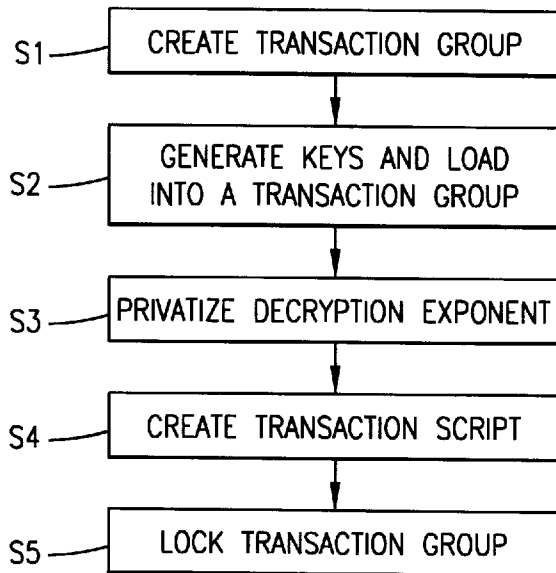 S1 CREATE TRANSACTION GROUP
S2 GENERATE KEYS AND LOAD
INTO A TRANSACTION GROUP
S3 PRIVATIZE DECRYPTION EXPONENT
S4 CREATE TRANSACTION SCRIPT
S5 LOCK TRANSACTION GROUP